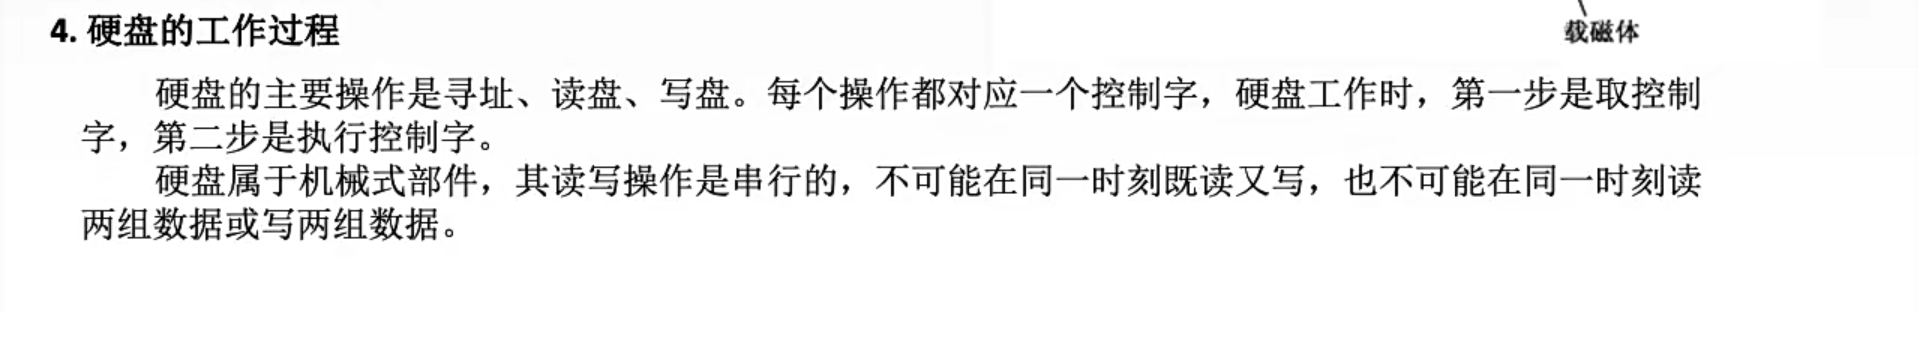 4. 硬盘的工作过程
载磁体
硬盘的主要操作是寻址、读盘、写盘。每个操作都对应一个控制字，硬盘工作时，第一步是取控制
字，第二步是执行控制字。
硬盘属于机械式部件，其读写操作是串行的，不可能在同一时刻既读又写，也不可能在同一时刻读
两组数据或写两组数据。